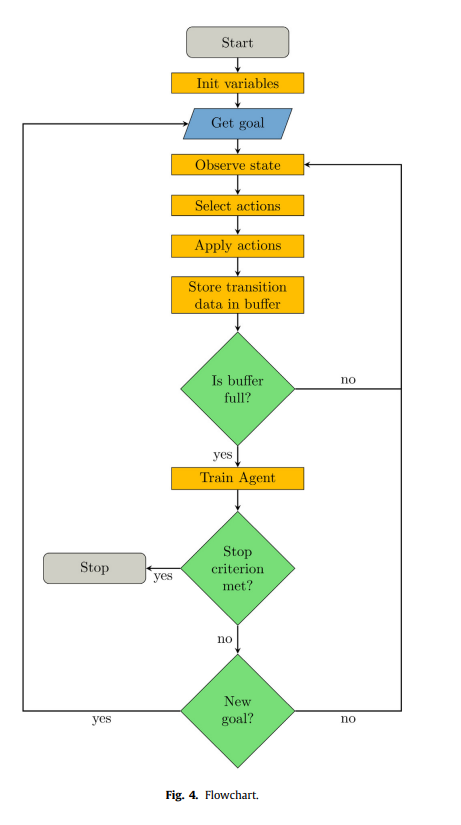 Start
Init variables
Get goal
Observe state
Select actions
Apply actions
Store transition
data in buffer
Is buffer
full?
no
yes
Train Agent
Stop
criterion
met?
Stop
yes
no
New
goal?
yes
no
Fig. 4. Flowchart.